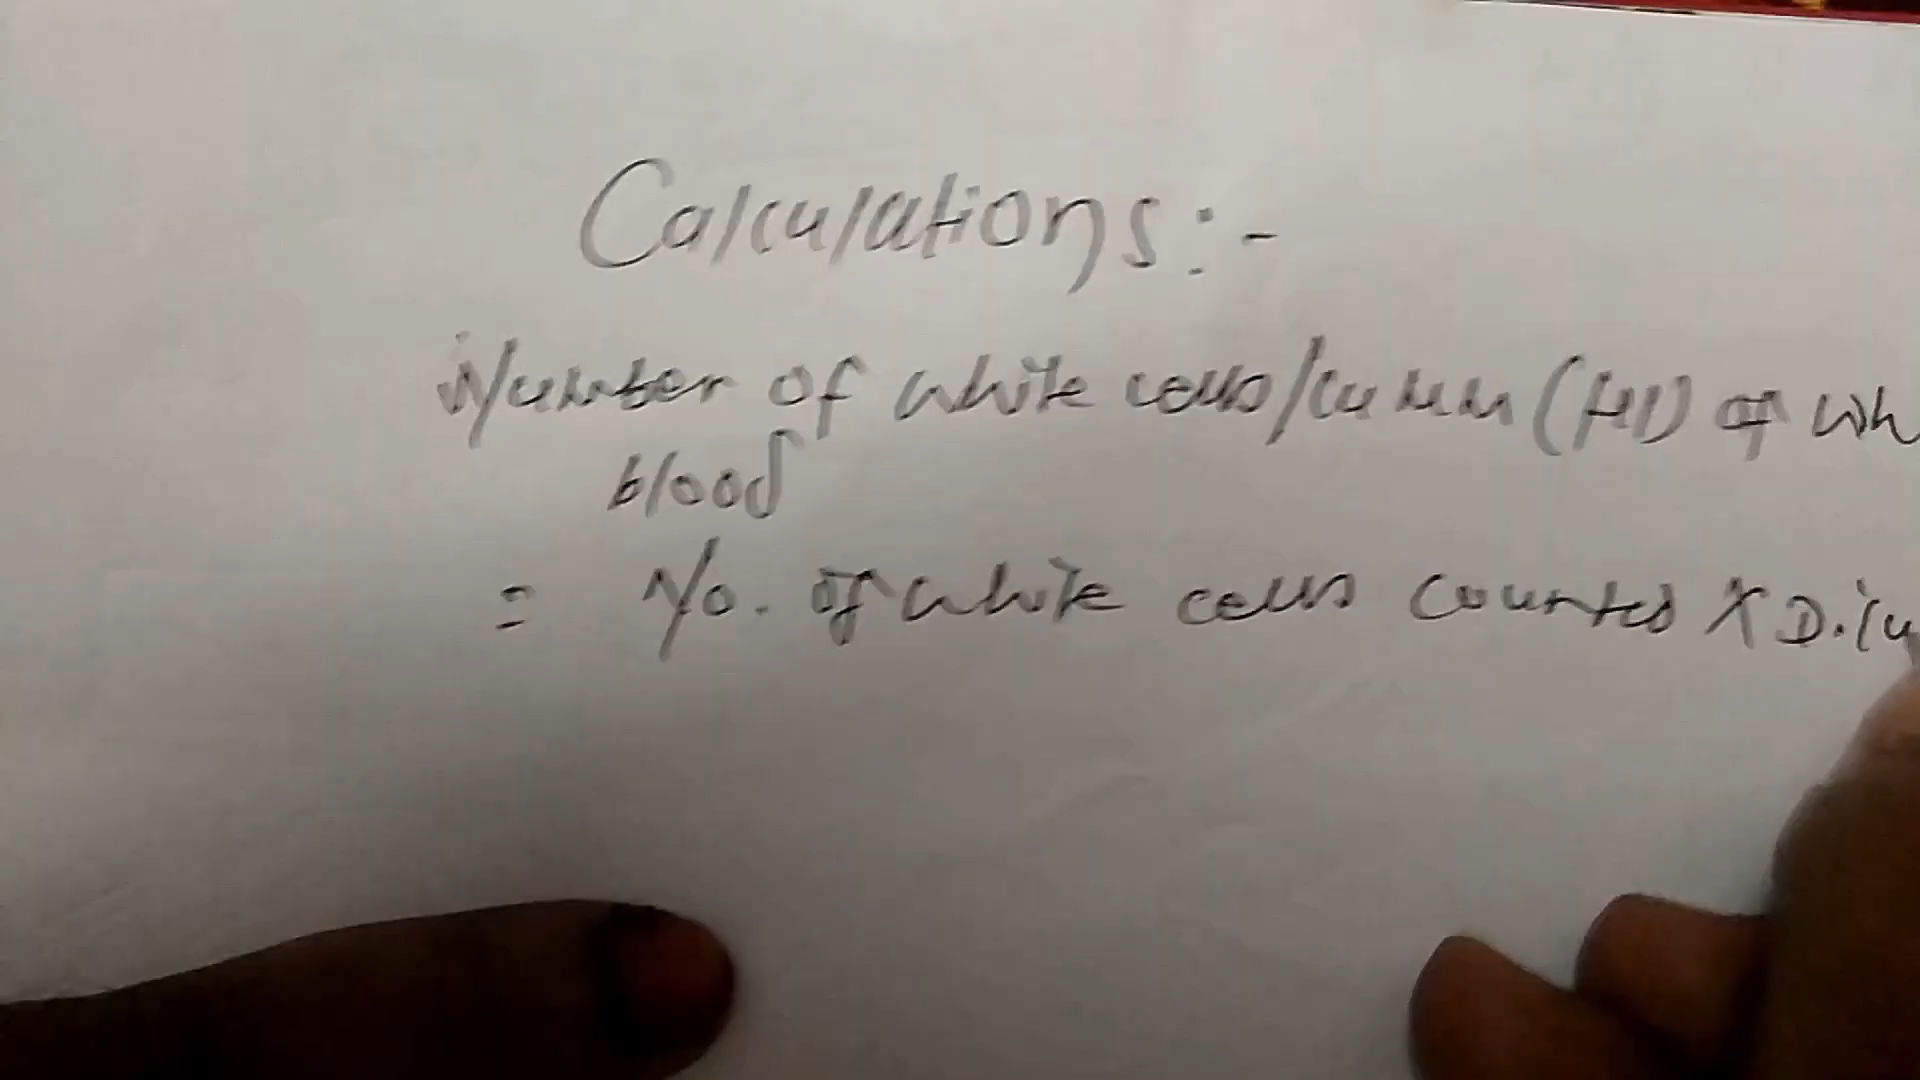 Calculations:-
Number of white cells/cu mm (µl) of wh
blood
= No. of white cells counted X Dilu